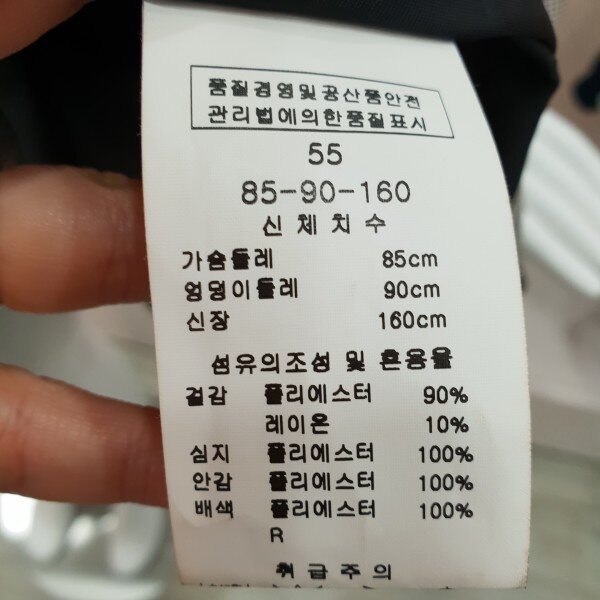 품질경영및공산품안전
관리법에의한품질표시
55
85-90-160
신 체 치 수
가슴둘레 85cm
엉덩이둘레 90cm
신장 160cm
섬유의조성 및 혼용율
겉감 폴리에스터 90%
레이온 10%
심지 폴리에스터 100%
안감 폴리에스터 100%
배색 폴리에스터 100%
R
취급주의